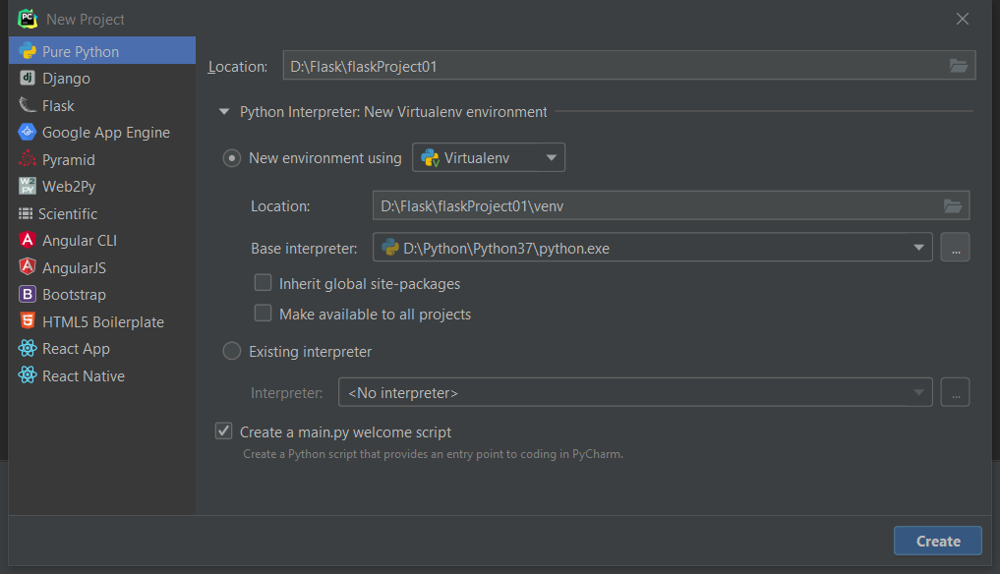 New Project
Pure Python
Django
Flask
Google App Engine
Pyramid
Web2Py
Scientific
Angular CLI
AngularJS
Bootstrap
HTML5 Boilerplate
React App
React Native
Location: D:\Flask\flaskProject01
Python Interpreter: New Virtualenv environment
New environment using Virtualenv
Location: D:\Flask\flaskProject01\venv
Base interpreter: D:\Python\Python37\python.exe ...
Inherit global site-packages
Make available to all projects
Existing interpreter
Interpreter: <No interpreter> ...
Create a main.py welcome script
Create a Python script that provides an entry point to coding in PyCharm.
Create